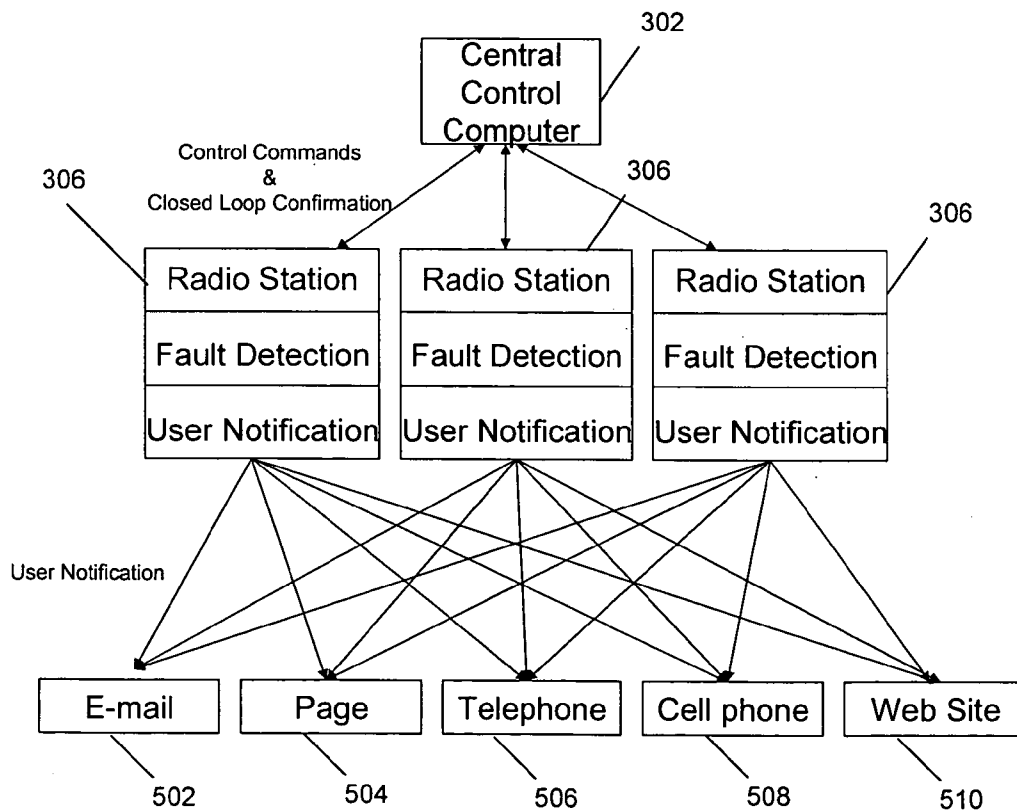 302
Central
Control
Computer
Control Commands
&
Closed Loop Confirmation
306
306
306
Radio Station
Fault Detection
User Notification
Radio Station
Fault Detection
User Notification
Radio Station
Fault Detection
User Notification
User Notification
E-mail
Page
Telephone
Cell phone
Web Site
502
504
506
508
510